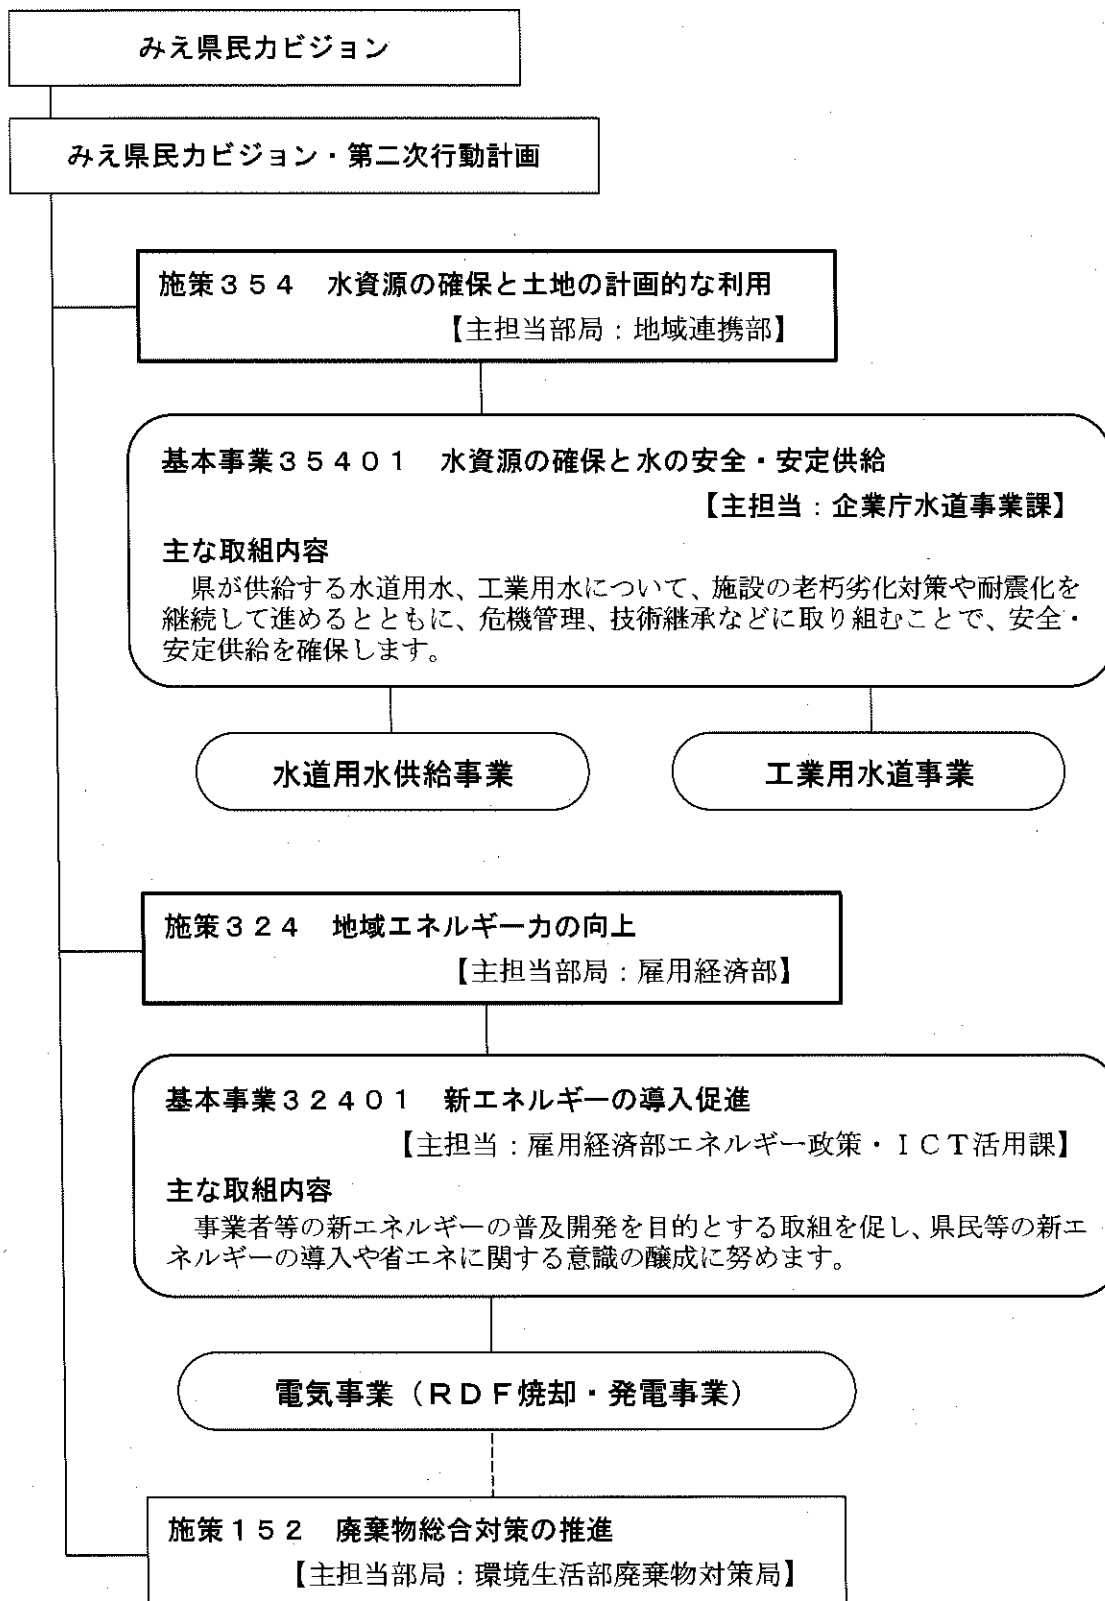 みえ県民力ビジョン
みえ県民力ビジョン・第二次行動計画
施策３５４　水資源の確保と土地の計画的な利用
【主担当部局：地域連携部】
基本事業３５４０１　水資源の確保と水の安全・安定供給
【主担当：企業庁水道事業課】
主な取組内容
　県が供給する水道用水、工業用水について、施設の老朽劣化対策や耐震化を
継続して進めるとともに、危機管理、技術継承などに取り組むことで、安全・
安定供給を確保します。
水道用水供給事業　工業用水道事業
施策３２４　地域エネルギー力の向上
【主担当部局：雇用経済部】
基本事業３２４０１　新エネルギーの導入促進
【主担当：雇用経済部エネルギー政策・ＩＣＴ活用課】
主な取組内容
　事業者等の新エネルギーの普及開発を目的とする取組を促し、県民等の新エ
ネルギーの導入や省エネに関する意識の醸成に努めます。
電気事業（ＲＤＦ焼却・発電事業）
施策１５２　廃棄物総合対策の推進
【主担当部局：環境生活部廃棄物対策局】